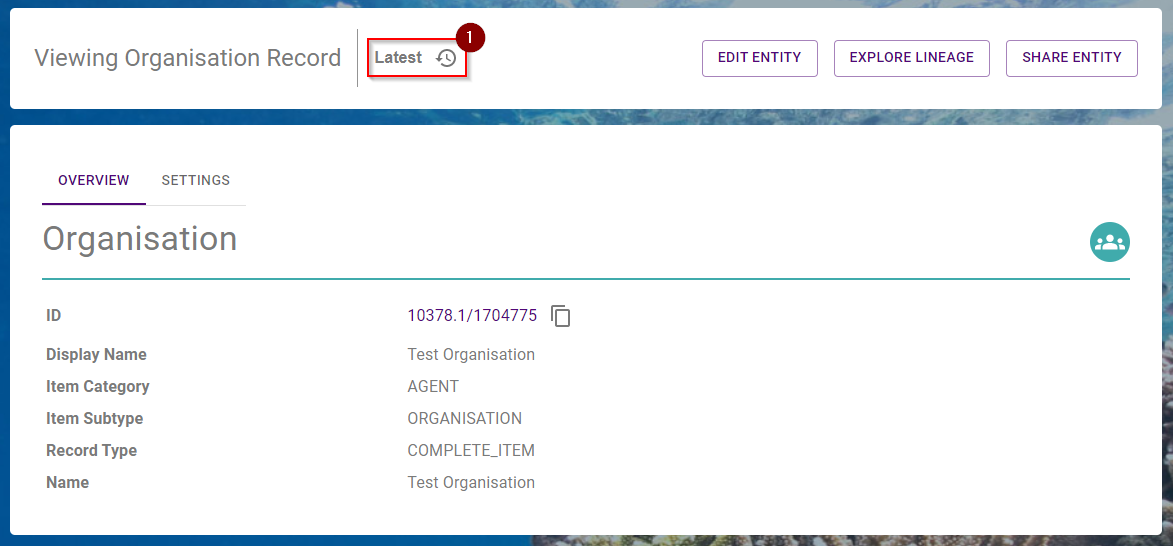 1
Viewing Organisation Record Latest EDIT ENTITY EXPLORE LINEAGE SHARE ENTITY
OVERVIEW SETTINGS
Organisation
ID 10378.1/1704775
Display Name Test Organisation
Item Category AGENT
Item Subtype ORGANISATION
Record Type COMPLETE_ITEM
Name Test Organisation